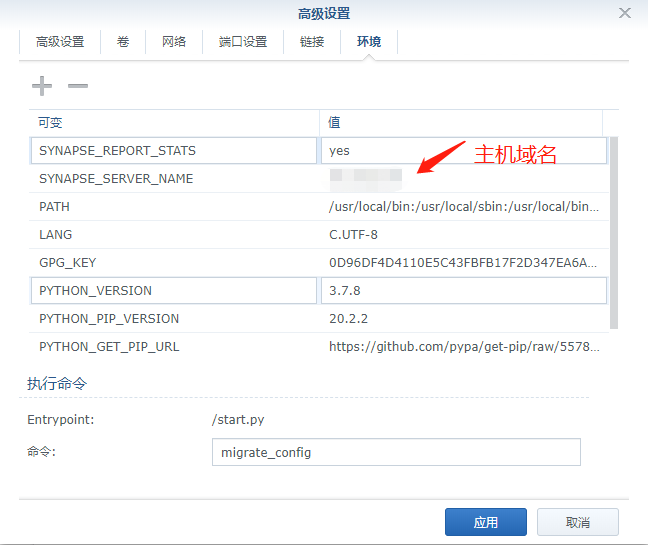 高级设置
高级设置 卷 网络 端口设置 链接 环境
可变 值
SYNAPSE_REPORT_STATS yes
主机域名
SYNAPSE_SERVER_NAME
PATH /usr/local/bin:/usr/local/sbin:/usr/local/bin...
LANG C.UTF-8
GPG_KEY 0D96DF4D4110E5C43FBFB17F2D347EA6A...
PYTHON_VERSION 3.7.8
PYTHON_PIP_VERSION 20.2.2
PYTHON_GET_PIP_URL https://github.com/pypa/get-pip/raw/5578...
执行命令
Entrypoint: /start.py
命令: migrate_config
应用 取消